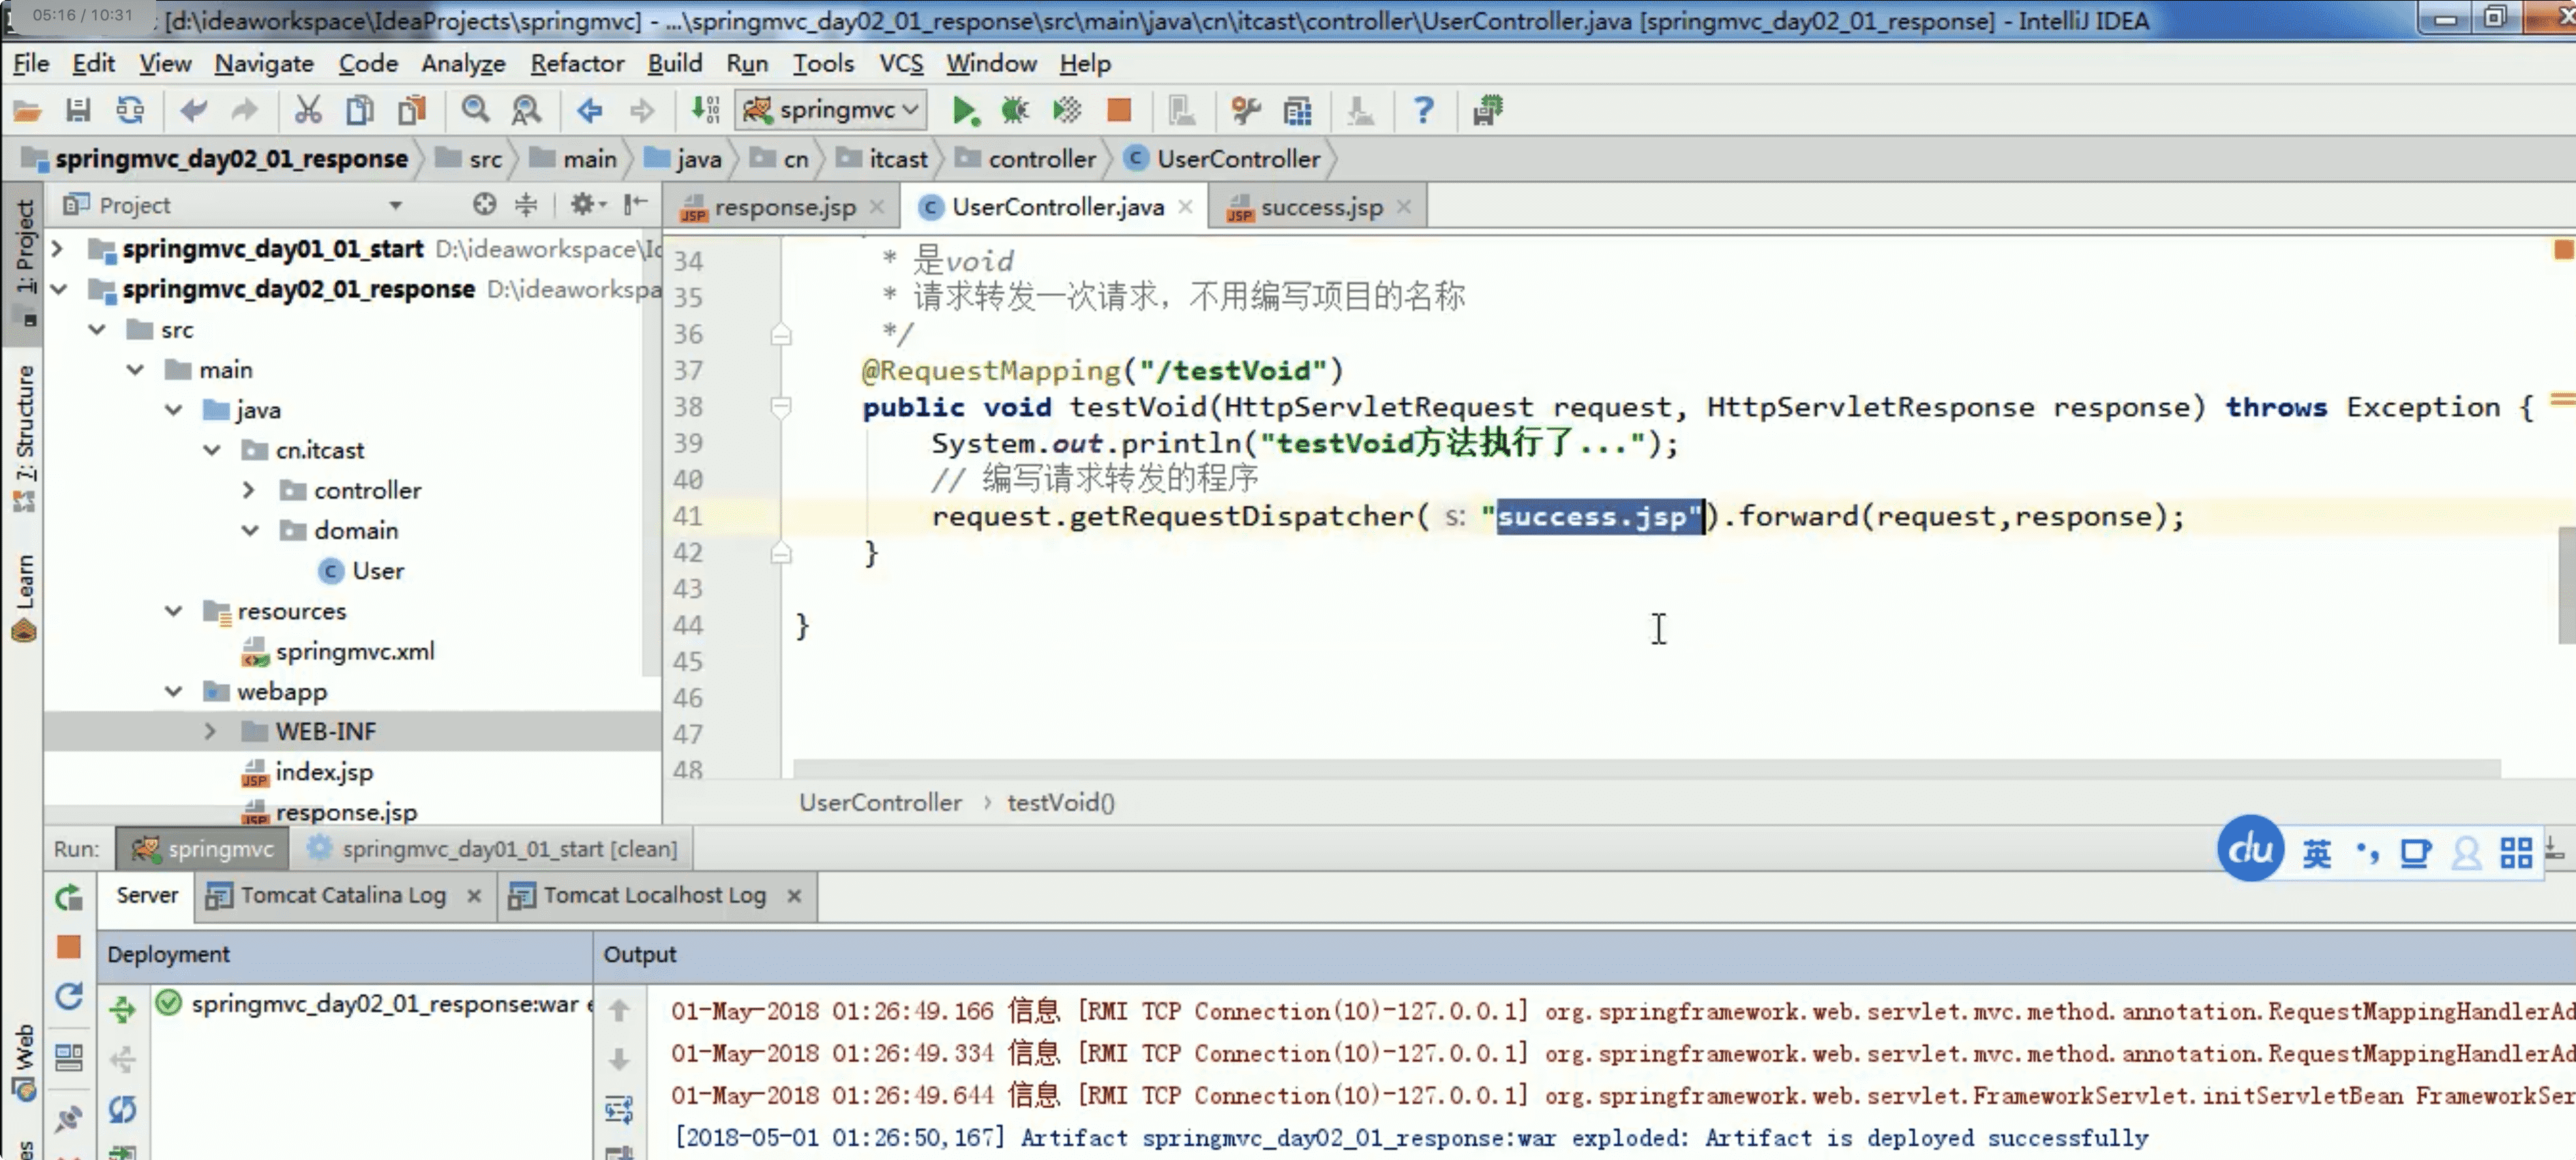 05:16 / 10:31
[d:\ideaworkspace\IdeaProjects\springmvc] - ...\springmvc_day02_01_response\src\main\java\cn\itcast\controller\UserController.java [springmvc_day02_01_response] - IntelliJ IDEA
File Edit View Navigate Code Analyze Refactor Build Run Tools VCS Window Help
springmvc
springmvc_day02_01_response src main java cn itcast controller UserController
Project
response.jsp UserController.java success.jsp
1: Project
7: Structure
Learn
Web
springmvc_day01_01_start D:\ideaworkspace\Id
springmvc_day02_01_response D:\ideaworkspa
src
main
java
cn.itcast
controller
domain
User
resources
springmvc.xml
webapp
WEB-INF
index.jsp
response.jsp
34 * 是void
35 * 请求转发一次请求，不用编写项目的名称
36 */
37 @RequestMapping("/testVoid")
38 public void testVoid(HttpServletRequest request, HttpServletResponse response) throws Exception {
39 System.out.println("testVoid方法执行了...");
40 // 编写请求转发的程序
41 request.getRequestDispatcher( s: "success.jsp").forward(request,response);
42 }
43
44 }
45
46
47
48
UserController › testVoid()
Run: springmvc springmvc_day01_01_start [clean]
du 英
Server Tomcat Catalina Log Tomcat Localhost Log
Deployment Output
springmvc_day02_01_response:war e
01-May-2018 01:26:49.166 信息 [RMI TCP Connection(10)-127.0.0.1] org.springframework.web.servlet.mvc.method.annotation.RequestMappingHandlerAd
01-May-2018 01:26:49.334 信息 [RMI TCP Connection(10)-127.0.0.1] org.springframework.web.servlet.mvc.method.annotation.RequestMappingHandlerAd
01-May-2018 01:26:49.644 信息 [RMI TCP Connection(10)-127.0.0.1] org.springframework.web.servlet.FrameworkServlet.initServletBean FrameworkSer
[2018-05-01 01:26:50,167] Artifact springmvc_day02_01_response:war exploded: Artifact is deployed successfully